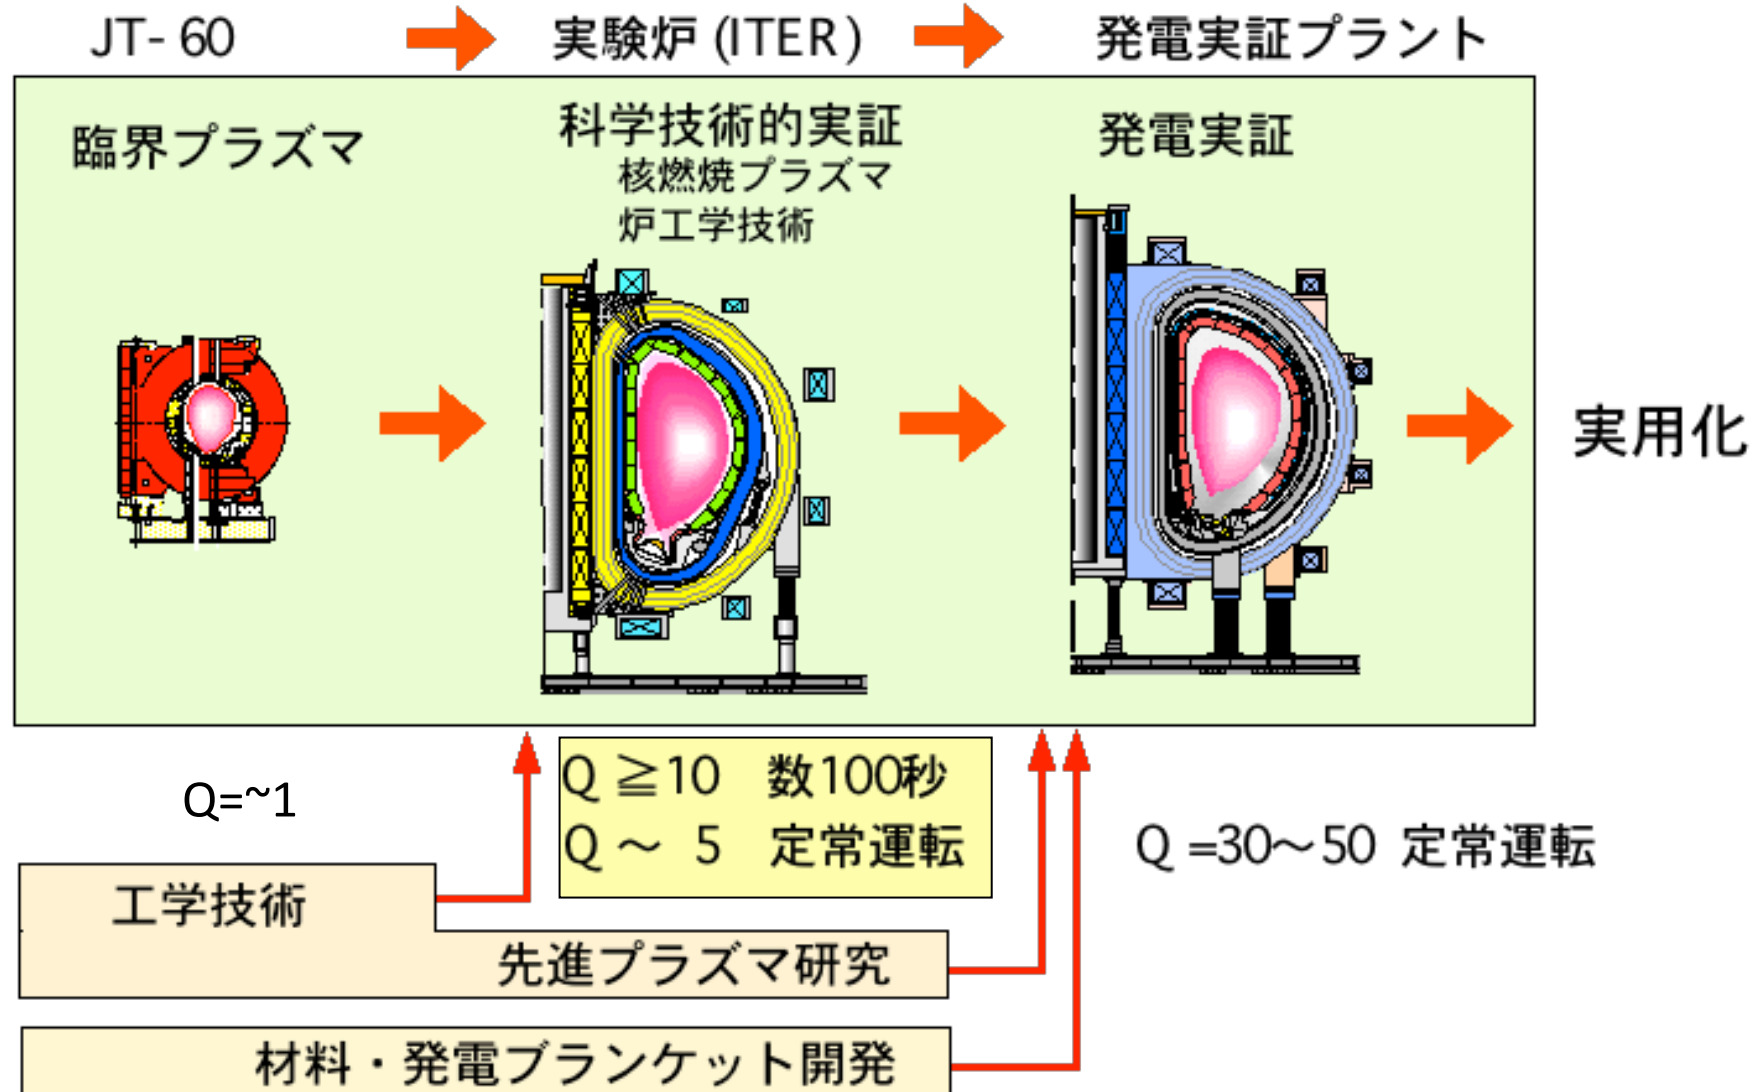 JT- 60
実験炉 (ITER)
発電実証プラント
臨界プラズマ
科学技術的実証
核燃焼プラズマ
炉工学技術
発電実証
実用化
Q=~1
Q ≧10 数100秒
Q ～ 5 定常運転
Q =30～50 定常運転
工学技術
先進プラズマ研究
材料・発電ブランケット開発